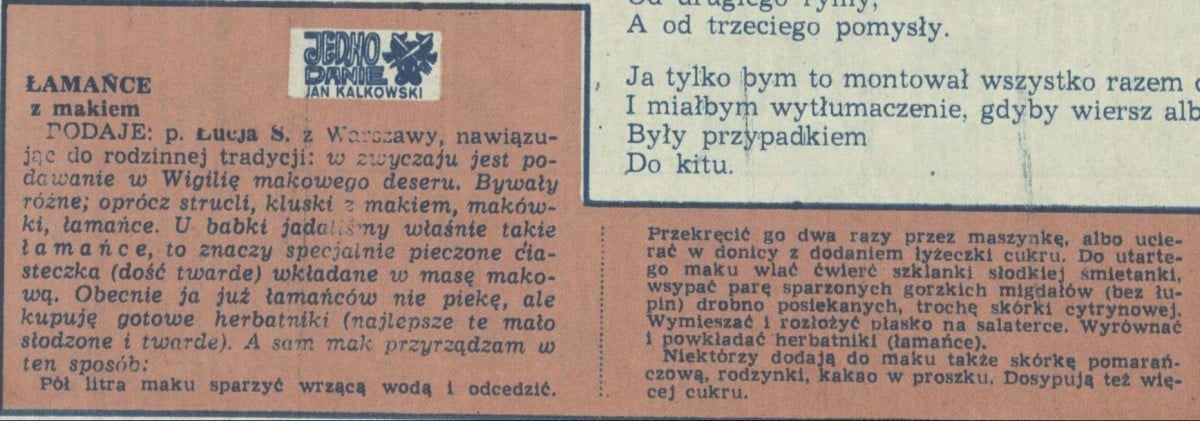 JEDNO
DANIE
JAN KALKOWSKI
ŁAMAŃCE
z makiem
PODAJE: p. Łucja S. z Warszawy, nawiązu-
jąc do rodzinnej tradycji: w zwyczaju jest po-
dawanie w Wigilię makowego deseru. Bywały
różne; oprócz strucli, kluski z makiem, maków-
ki, łamańce. U babki jadaliśmy właśnie takie
łamańce, to znaczy specjalnie pieczone cia-
steczka (dość twarde) wkładane w masę mako-
wą. Obecnie ja już łamańców nie piekę, ale
kupuję gotowe herbatniki (najlepsze te mało
słodzone i twarde). A sam mak przyrządzam w
ten sposób:
Pół litra maku sparzyć wrzącą wodą i odcedzić.
Przekręcić go dwa razy przez maszynkę, albo ucie-
rać w donicy z dodaniem łyżeczki cukru. Do utarte-
go maku wlać ćwierć szklanki słodkiej śmietanki,
wsypać parę sparzonych gorzkich migdałów (bez łu-
pin) drobno posiekanych, trochę skórki cytrynowej.
Wymieszać i rozłożyć płasko na salaterce. Wyrównać
i powkładać herbatniki (łamańce).
Niektórzy dodają do maku także skórkę pomarań-
czową, rodzynki, kakao w proszku. Dosypują też wię-
cej cukru.
A od trzeciego pomysły.
Ja tylko bym to montował wszystko razem
I miałbym wytłumaczenie, gdyby wiersz alb
Były przypadkiem
Do kitu.